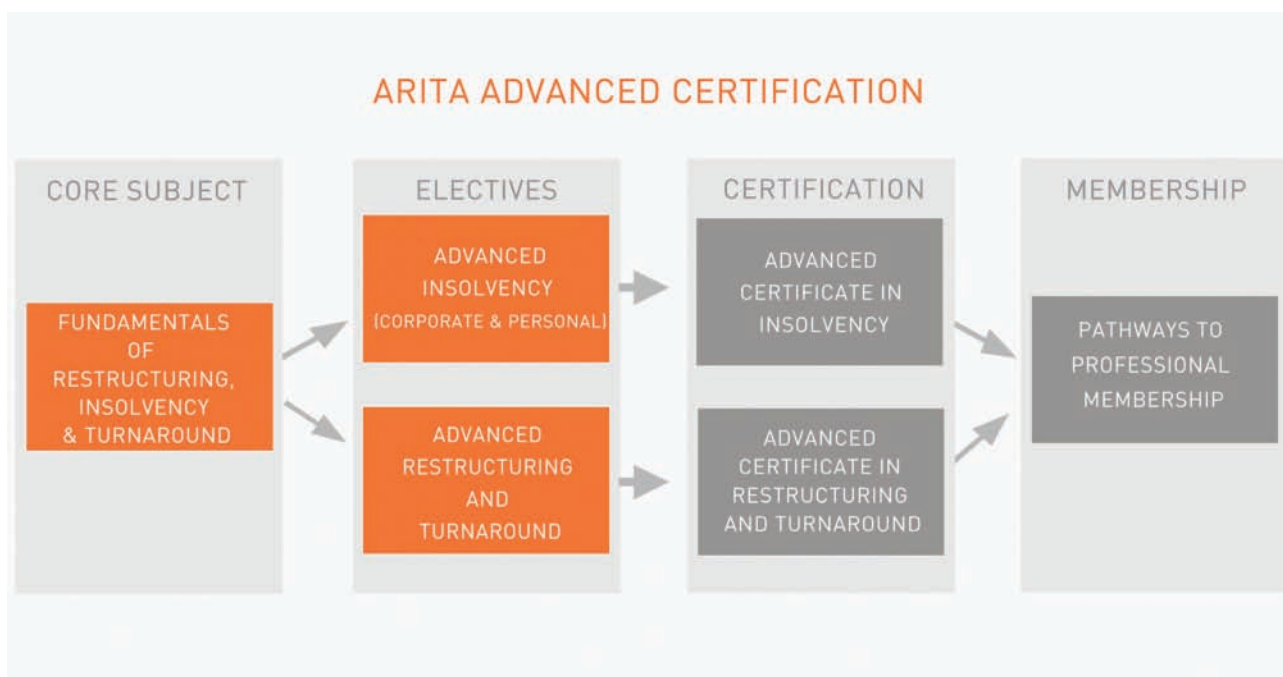 ARITA ADVANCED CERTIFICATION
CORE SUBJECT
FUNDAMENTALS
OF
RESTRUCTURING,
INSOLVENCY
& TURNAROUND
ELECTIVES
ADVANCED
INSOLVENCY
(CORPORATE & PERSONAL)
ADVANCED
RESTRUCTURING
AND
TURNAROUND
CERTIFICATION
ADVANCED
CERTIFICATE IN
INSOLVENCY
ADVANCED
CERTIFICATE IN
RESTRUCTURING
AND TURNAROUND
MEMBERSHIP
PATHWAYS TO
PROFESSIONAL
MEMBERSHIP